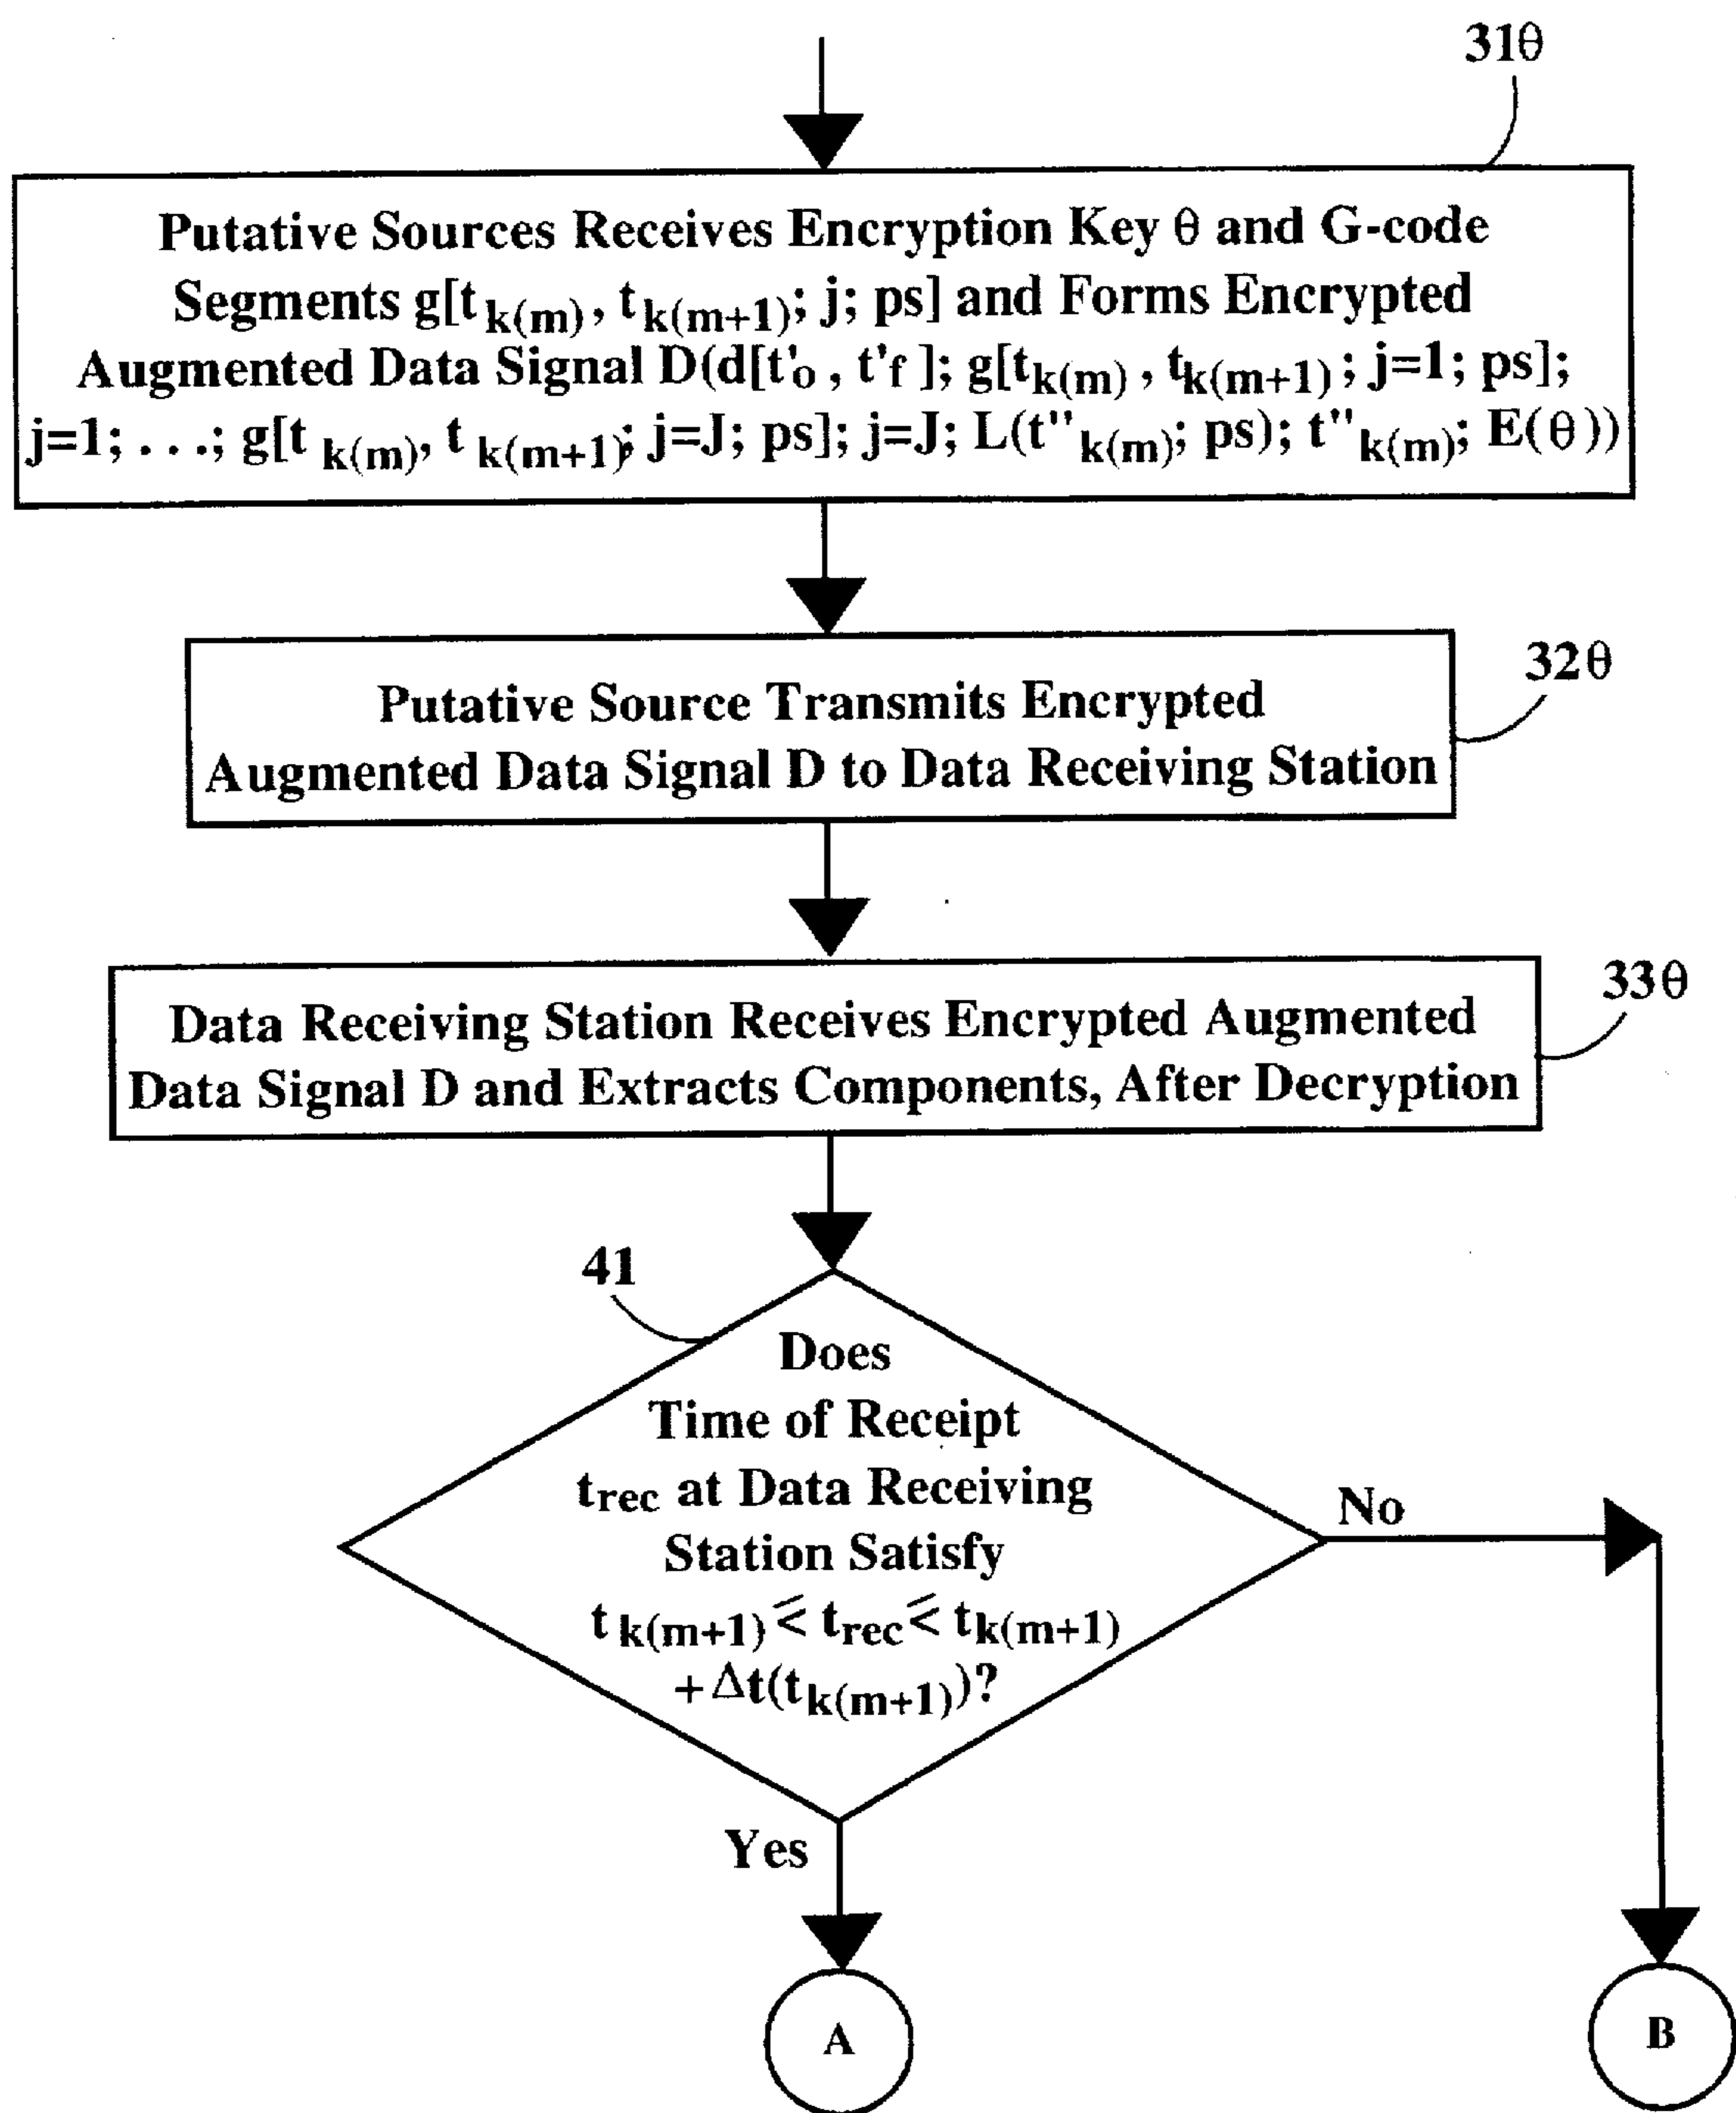 31θ
Putative Sources Receives Encryption Key θ and G-code
Segments g[t k(m), t k(m+1); j; ps] and Forms Encrypted
Augmented Data Signal D(d[t'o , t'f ]; g[tk(m) , tk(m+1) ; j=1; ps];
j=1; . . .; g[t k(m), t k(m+1); j=J; ps]; j=J; L(t''k(m); ps); t''k(m); E(θ))
32θ
Putative Source Transmits Encrypted
Augmented Data Signal D to Data Receiving Station
33θ
Data Receiving Station Receives Encrypted Augmented
Data Signal D and Extracts Components, After Decryption
41
Does
Time of Receipt
trec at Data Receiving
Station Satisfy
t k(m+1) ≤ trec ≤ tk(m+1)
+Δt(tk(m+1))?
No
Yes
A
B